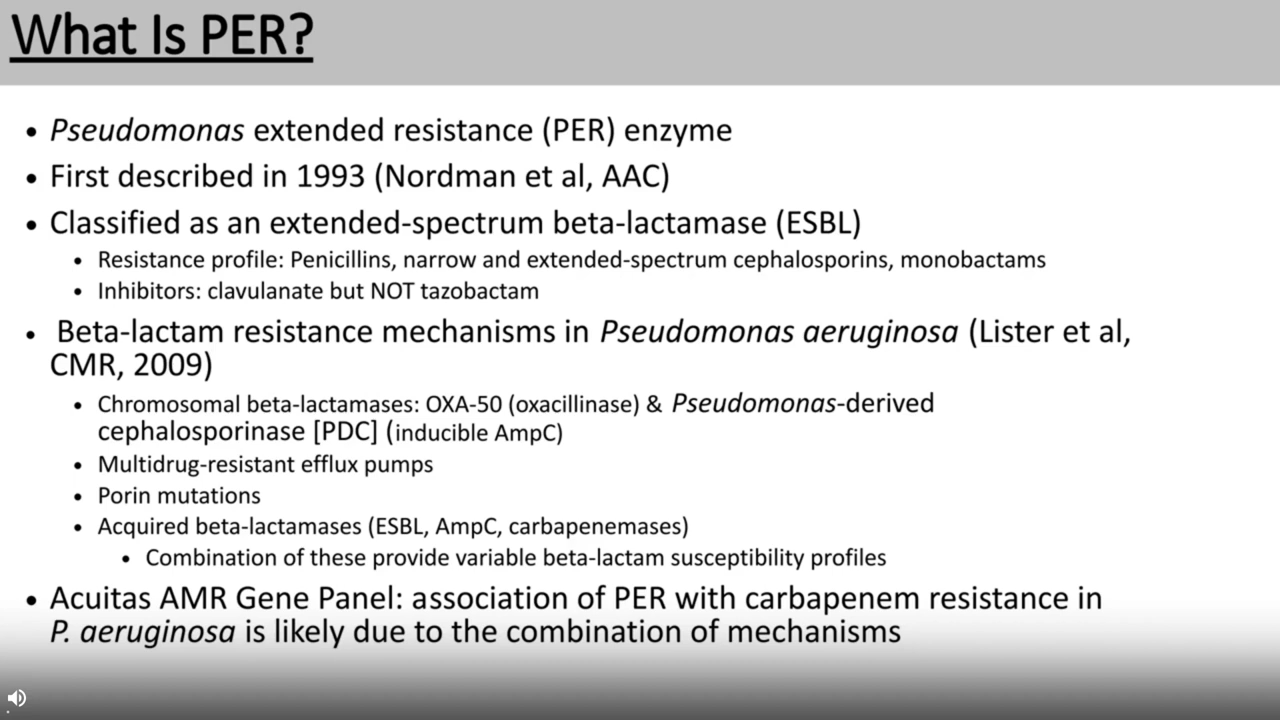 What Is PER?
• Pseudomonas extended resistance (PER) enzyme
• First described in 1993 (Nordman et al, AAC)
• Classified as an extended-spectrum beta-lactamase (ESBL)
• Resistance profile: Penicillins, narrow and extended-spectrum cephalosporins, monobactams
• Inhibitors: clavulanate but NOT tazobactam
• Beta-lactam resistance mechanisms in Pseudomonas aeruginosa (Lister et al,
CMR, 2009)
• Chromosomal beta-lactamases: OXA-50 (oxacillinase) & Pseudomonas-derived
cephalosporinase [PDC] (inducible AmpC)
• Multidrug-resistant efflux pumps
• Porin mutations
• Acquired beta-lactamases (ESBL, AmpC, carbapenemases)
• Combination of these provide variable beta-lactam susceptibility profiles
• Acuitas AMR Gene Panel: association of PER with carbapenem resistance in
P. aeruginosa is likely due to the combination of mechanisms